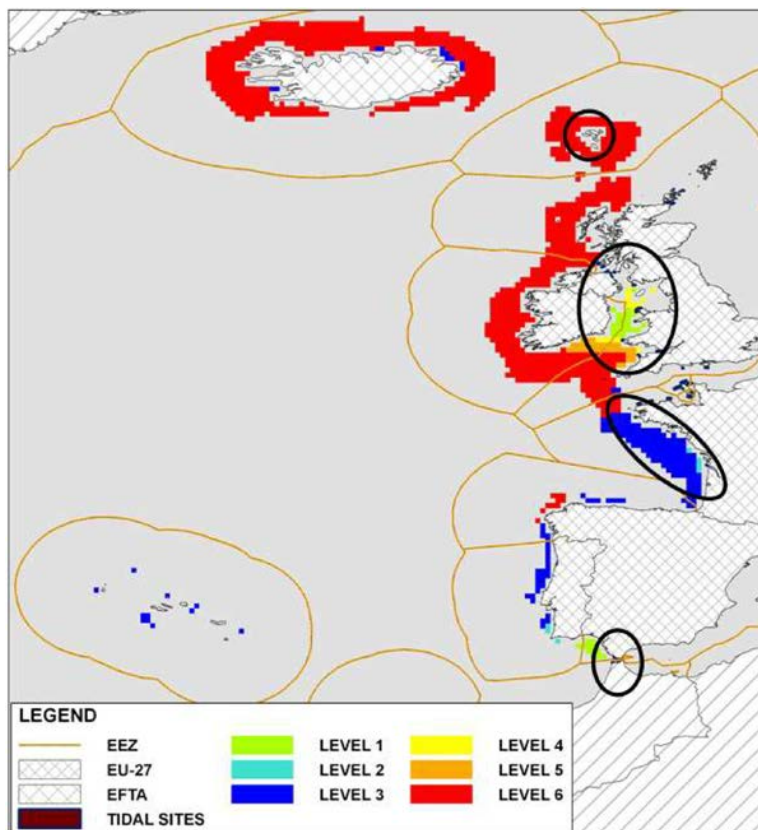 LEGEND
EEZ
EU-27
EFTA
TIDAL SITES
LEVEL 1
LEVEL 2
LEVEL 3
LEVEL 4
LEVEL 5
LEVEL 6